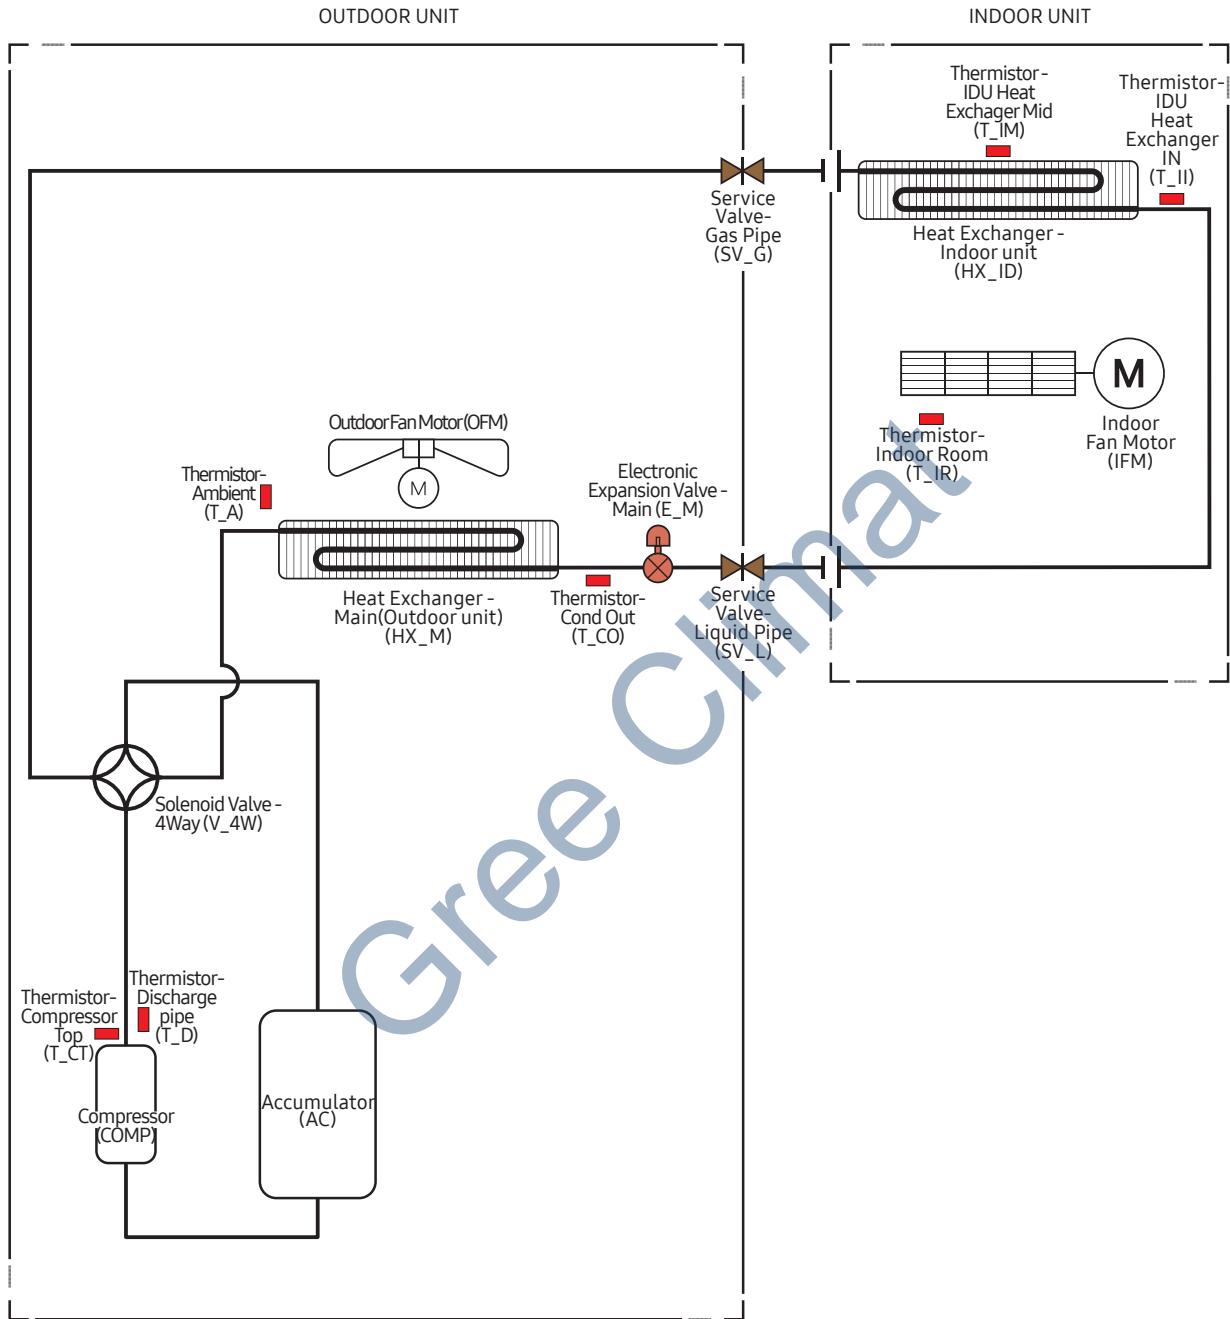 OUTDOOR UNIT
INDOOR UNIT
Thermistor-
IDU Heat
Exchager Mid
(T_IM)
Thermistor-
IDU
Heat
Exchanger
IN
(T_II)
Service
Valve-
Gas Pipe
(SV_G)
Heat Exchanger -
Indoor unit
(HX_ID)
M
Indoor
Fan Motor
(IFM)
Thermistor-
Indoor Room
(T_IR)
Outdoor Fan Motor(OFM)
M
Thermistor-
Ambient
(T_A)
Electronic
Expansion Valve -
Main (E_M)
Heat Exchanger -
Main(Outdoor unit)
(HX_M)
Thermistor-
Cond Out
(T_CO)
Service
Valve-
Liquid Pipe
(SV_L)
Solenoid Valve -
4Way (V_4W)
Thermistor-
Compressor
Top
(T_CT)
Thermistor-
Discharge
pipe
(T_D)
Compressor
(COMP)
Accumulator
(AC)
Gree Climat